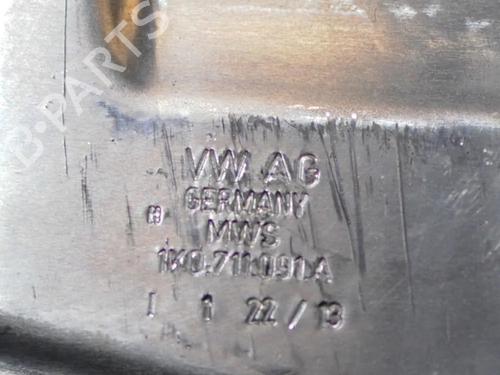 B-PARTS
VW AG
GERMANY
MWS
1K0.711.091.A
1 22/13